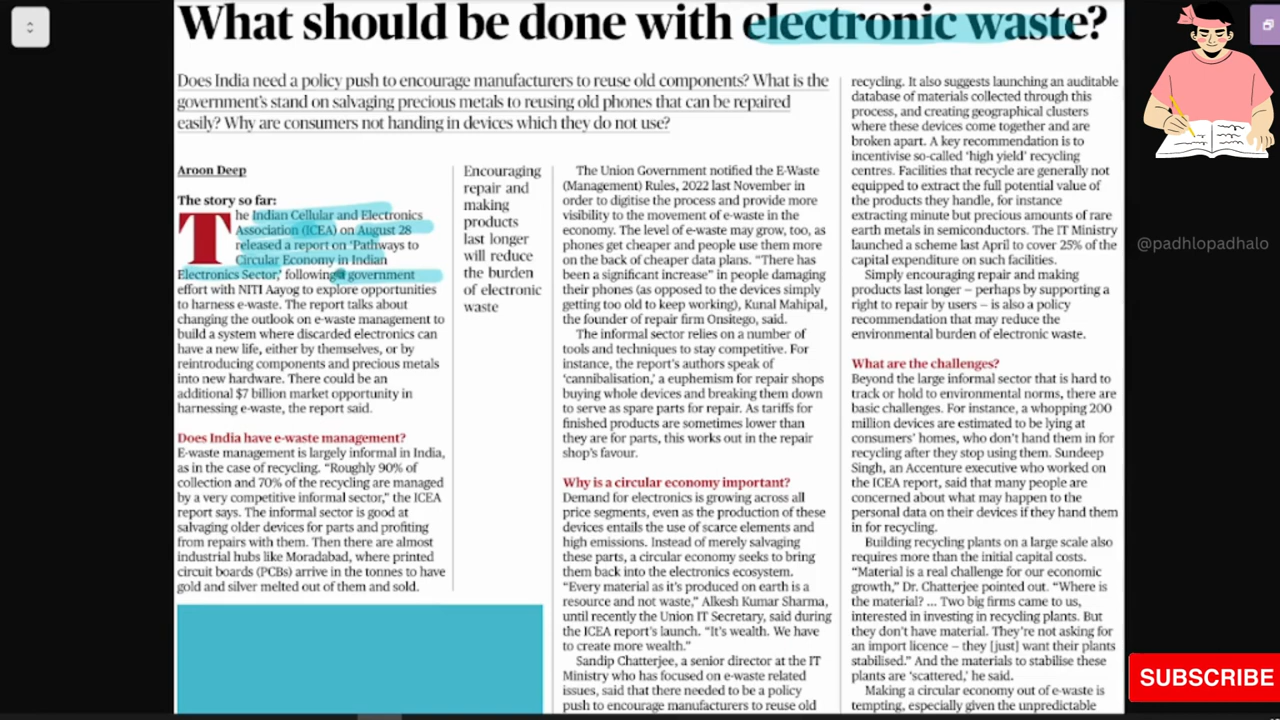 What should be done with electronic waste?
Does India need a policy push to encourage manufacturers to reuse old components? What is the
government's stand on salvaging precious metals to reusing old phones that can be repaired
easily? Why are consumers not handing in devices which they do not use?
Aroon Deep
The story so far:
The Indian Cellular and Electronics
Association (ICEA) on August 28
released a report on 'Pathways to
Circular Economy in Indian
Electronics Sector,' following a government
effort with NITI Aayog to explore opportunities
to harness e-waste. The report talks about
changing the outlook on e-waste management to
build a system where discarded electronics can
have a new life, either by themselves, or by
reintroducing components and precious metals
into new hardware. There could be an
additional $7 billion market opportunity in
harnessing e-waste, the report said.
Does India have e-waste management?
E-waste management is largely informal in India,
as in the case of recycling. "Roughly 90% of
collection and 70% of the recycling are managed
by a very competitive informal sector," the ICEA
report says. The informal sector is good at
salvaging older devices for parts and profiting
from repairs with them. Then there are almost
industrial hubs like Moradabad, where printed
circuit boards (PCBs) arrive in the tonnes to have
gold and silver melted out of them and sold.
Encouraging
repair and
making
products
last longer
will reduce
the burden
of electronic
waste
The Union Government notified the E-Waste
(Management) Rules, 2022 last November in
order to digitise the process and provide more
visibility to the movement of e-waste in the
economy. The level of e-waste may grow, too, as
phones get cheaper and people use them more
on the back of cheaper data plans. "There has
been a significant increase" in people damaging
their phones (as opposed to the devices simply
getting too old to keep working), Kunal Mahipal,
the founder of repair firm Onsitego, said.
The informal sector relies on a number of
tools and techniques to stay competitive. For
instance, the report's authors speak of
'cannibalisation,' a euphemism for repair shops
buying whole devices and breaking them down
to serve as spare parts for repair. As tariffs for
finished products are sometimes lower than
they are for parts, this works out in the repair
shop's favour.
Why is a circular economy important?
Demand for electronics is growing across all
price segments, even as the production of these
devices entails the use of scarce elements and
high emissions. Instead of merely salvaging
these parts, a circular economy seeks to bring
them back into the electronics ecosystem.
"Every material as it's produced on earth is a
resource and not waste," Alkesh Kumar Sharma,
until recently the Union IT Secretary, said during
the ICEA report's launch. "It's wealth. We have
to create more wealth."
Sandip Chatterjee, a senior director at the IT
Ministry who has focused on e-waste related
issues, said that there needed to be a policy
push to encourage manufacturers to reuse old
recycling. It also suggests launching an auditable
database of materials collected through this
process, and creating geographical clusters
where these devices come together and are
broken apart. A key recommendation is to
incentivise so-called 'high yield' recycling
centres. Facilities that recycle are generally not
equipped to extract the full potential value of
the products they handle, for instance
extracting minute but precious amounts of rare
earth metals in semiconductors. The IT Ministry
launched a scheme last April to cover 25% of the
capital expenditure on such facilities.
Simply encouraging repair and making
products last longer – perhaps by supporting a
right to repair by users – is also a policy
recommendation that may reduce the
environmental burden of electronic waste.
What are the challenges?
Beyond the large informal sector that is hard to
track or hold to environmental norms, there are
basic challenges. For instance, a whopping 200
million devices are estimated to be lying at
consumers' homes, who don't hand them in for
recycling after they stop using them. Sundeep
Singh, an Accenture executive who worked on
the ICEA report, said that many people are
concerned about what may happen to the
personal data on their devices if they hand them
in for recycling.
Building recycling plants on a large scale also
requires more than the initial capital costs.
"Material is a real challenge for our economic
growth," Dr. Chatterjee pointed out. "Where is
the material? ... Two big firms came to us,
interested in investing in recycling plants. But
they don't have material. They're not asking for
an import licence – they [just] want their plants
stabilised." And the materials to stabilise these
plants are 'scattered,' he said.
Making a circular economy out of e-waste is
tempting, especially given the unpredictable
@padhlopadhalo
SUBSCRIBE